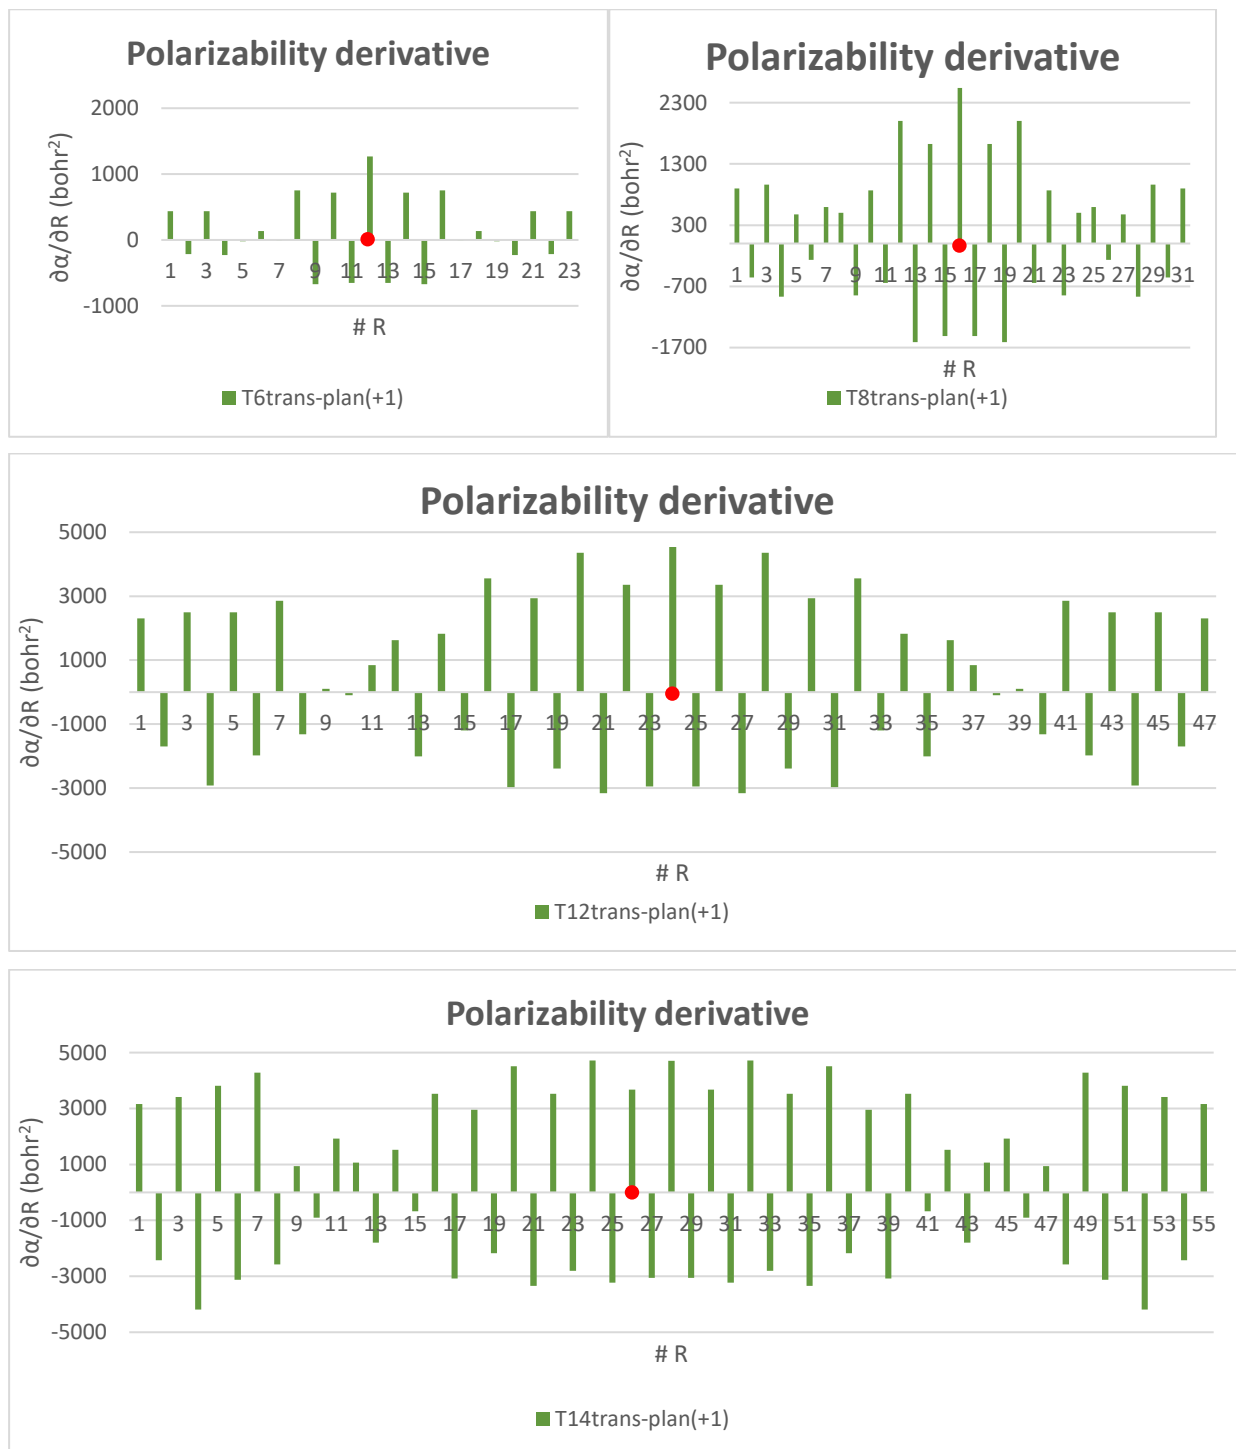 Polarizability derivative
∂α/∂R (bohr²)
2000
1000
0
-1000
1 3 5 7 9 11 13 15 17 19 21 23
# R
T6trans-plan(+1)
Polarizability derivative
∂α/∂R (bohr²)
2300
1300
300
-700
-1700
1 3 5 7 9 11 13 15 17 19 21 23 25 27 29 31
# R
T8trans-plan(+1)
Polarizability derivative
∂α/∂R (bohr²)
5000
3000
1000
-1000
-3000
-5000
1 3 5 7 9 11 13 15 17 19 21 23 25 27 29 31 33 35 37 39 41 43 45 47
# R
T12trans-plan(+1)
Polarizability derivative
∂α/∂R (bohr²)
5000
3000
1000
-1000
-3000
-5000
1 3 5 7 9 11 13 15 17 19 21 23 25 27 29 31 33 35 37 39 41 43 45 47 49 51 53 55
# R
T14trans-plan(+1)